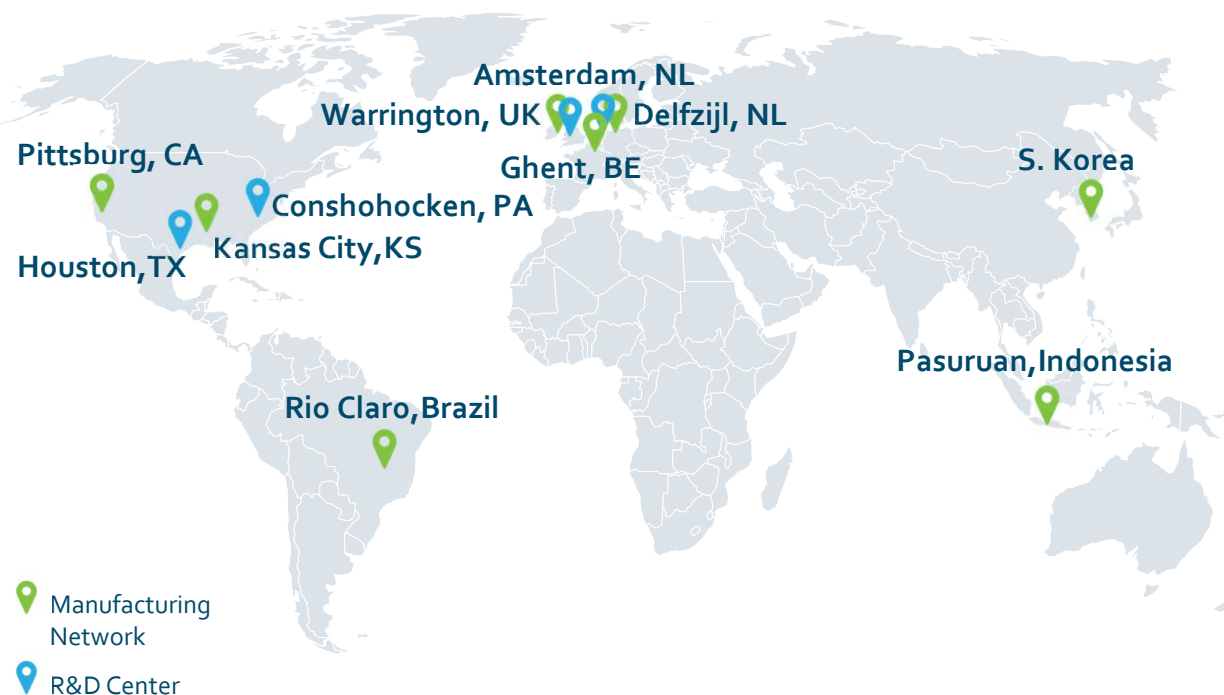 Amsterdam, NL
Warrington, UK
Delfzijl, NL
Pittsburg, CA
Ghent, BE
S. Korea
Conshohocken, PA
Kansas City,KS
Houston,TX
Pasuruan,Indonesia
Rio Claro,Brazil
Manufacturing
Network
R&D Center